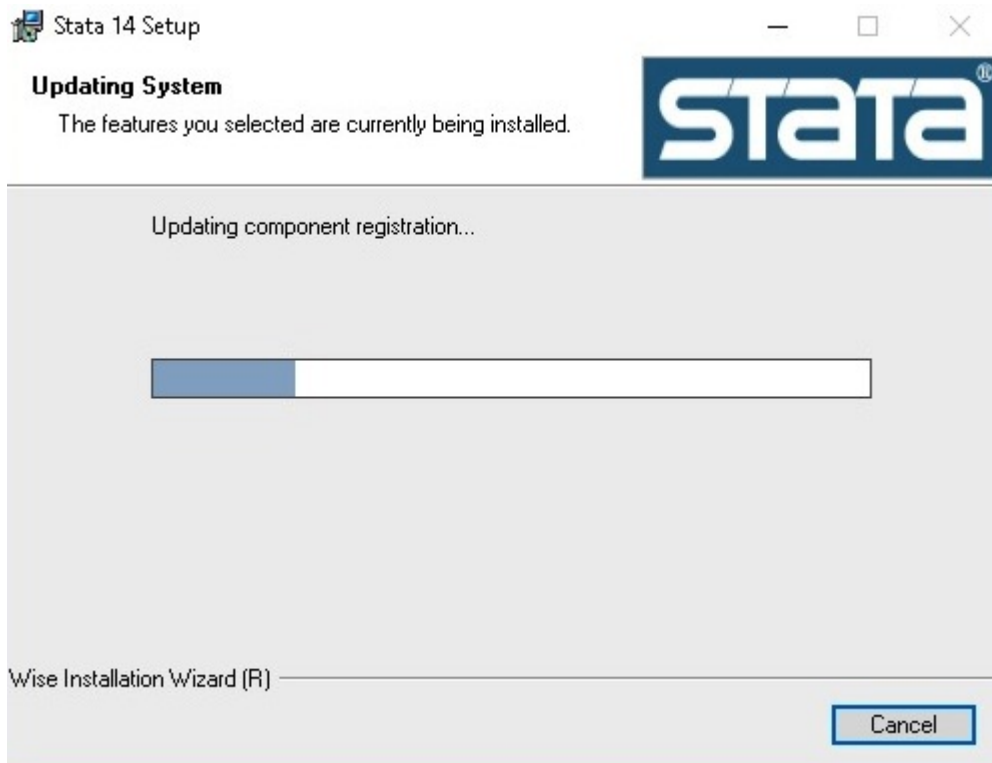 Stata 14 Setup
Updating System
The features you selected are currently being installed.
STaTa®
Updating component registration...
Wise Installation Wizard (R)
Cancel